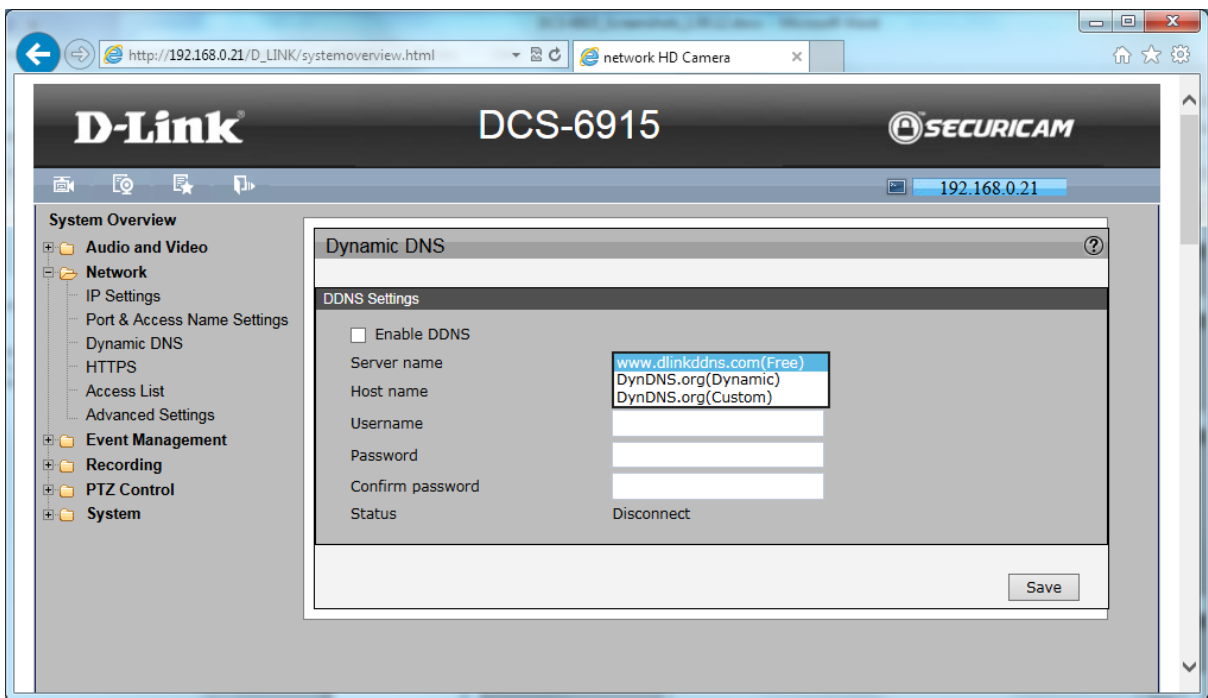 http://192.168.0.21/D_LINK/systemoverview.html
network HD Camera
D-Link
DCS-6915
SECURICAM
192.168.0.21
System Overview
Audio and Video
Network
IP Settings
Port & Access Name Settings
Dynamic DNS
HTTPS
Access List
Advanced Settings
Event Management
Recording
PTZ Control
System
Dynamic DNS
DDNS Settings
Enable DDNS
Server name
www.dlinkddns.com(Free)
DynDNS.org(Dynamic)
DynDNS.org(Custom)
Host name
Username
Password
Confirm password
Status Disconnect
Save